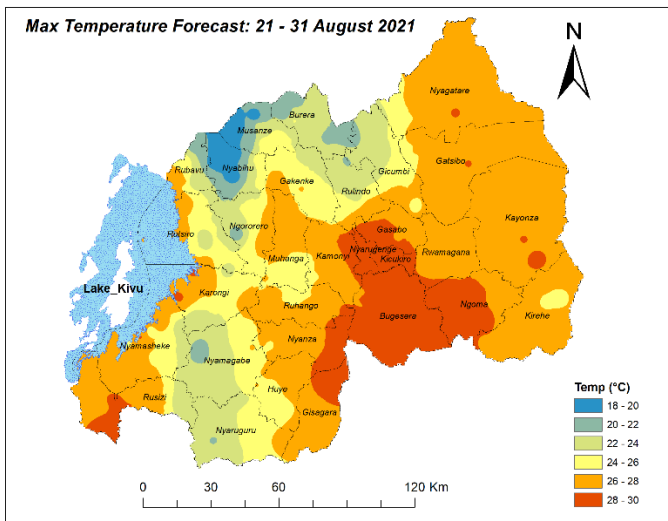 Max Temperature Forecast: 21 - 31 August 2021
N
Nyagatare
Burera
Musanze
Rubavu
Nyabihu
Gakenke
Rulindo
Gicumbi
Gatsibo
Ngororero
Rutsiro
Kayonza
Gasabo
Nyarugenge
Kicukiro
Rwamagana
Muhanga
Kamonyi
Lake_Kivu
Karongi
Ruhango
Bugesera
Ngoma
Kirehe
Nyamasheke
Nyamagabe
Nyanza
Rusizi
Huye
Gisagara
Nyaruguru
Temp (°C)
18 - 20
20 - 22
22 - 24
24 - 26
26 - 28
28 - 30
0 30 60 120 Km